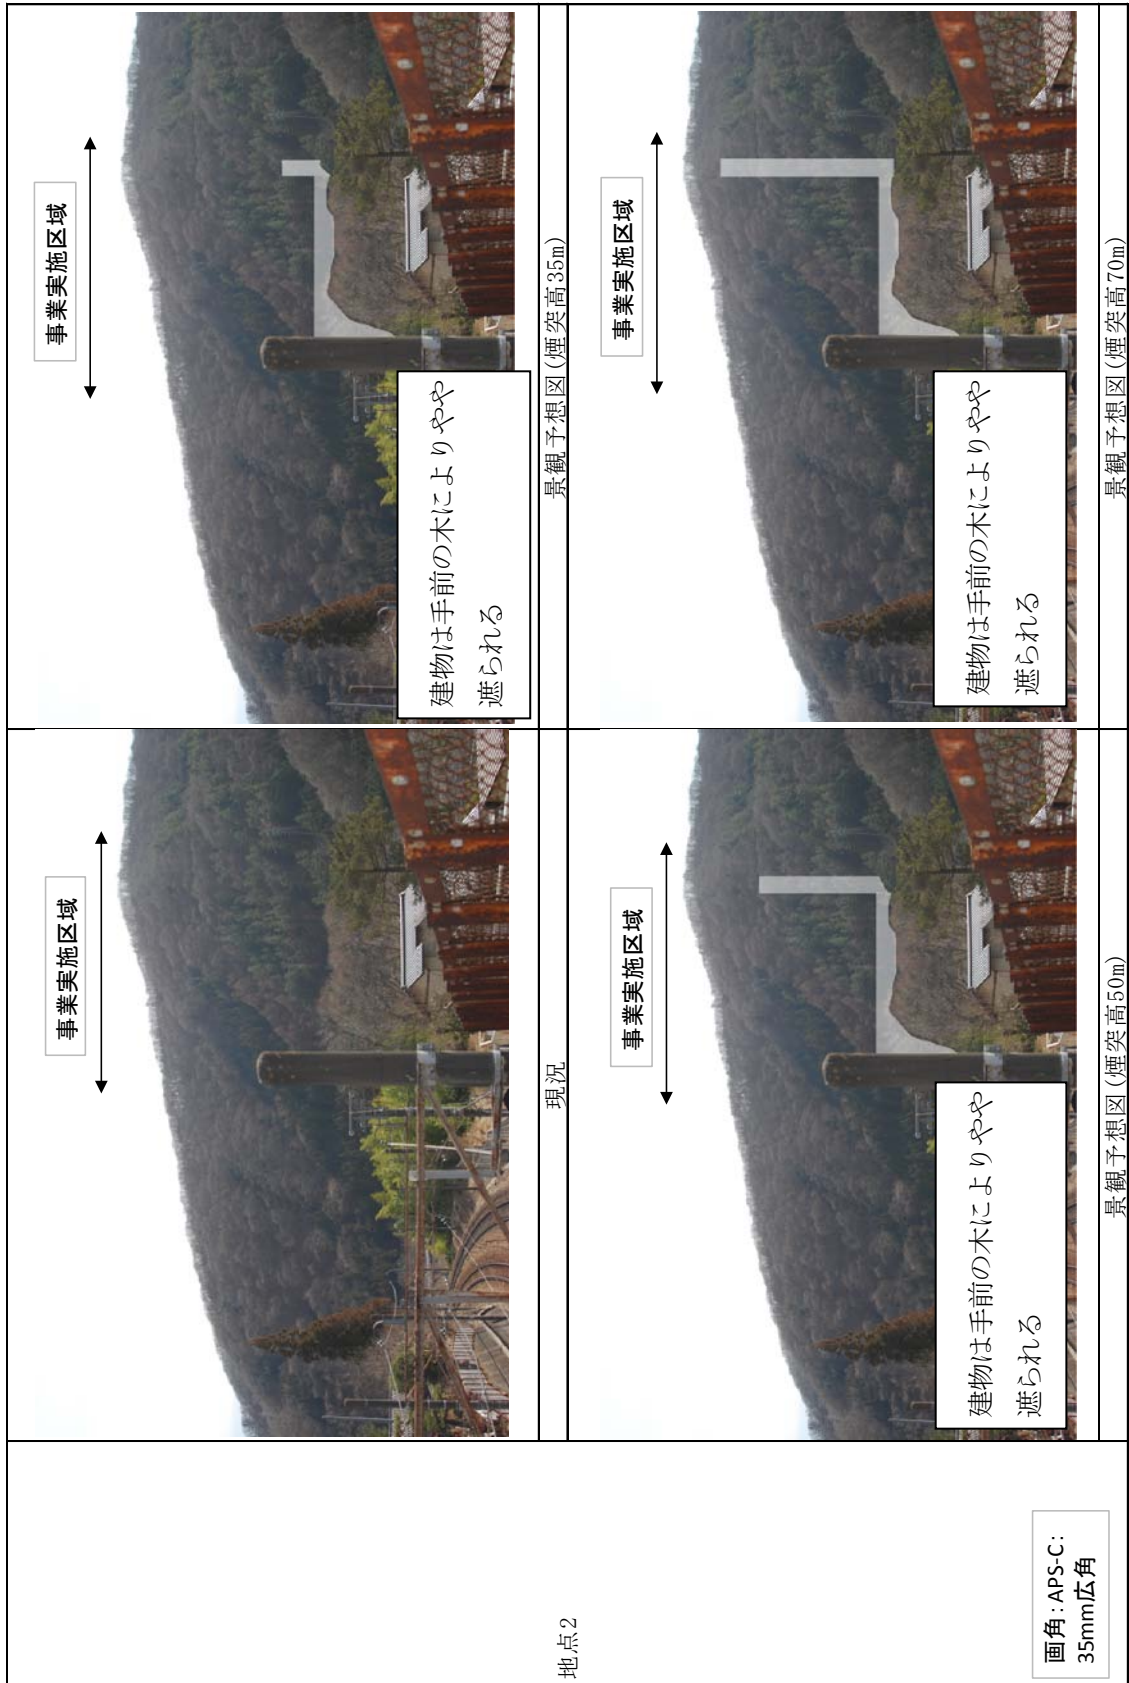 地点2
画角：APS-C：
35mm広角
事業実施区域
現況
事業実施区域
建物は手前の木によりやや
遮られる
景観予想図(煙突高35m)
事業実施区域
建物は手前の木によりやや
遮られる
景観予想図(煙突高50m)
事業実施区域
建物は手前の木によりやや
遮られる
景観予想図(煙突高70m)